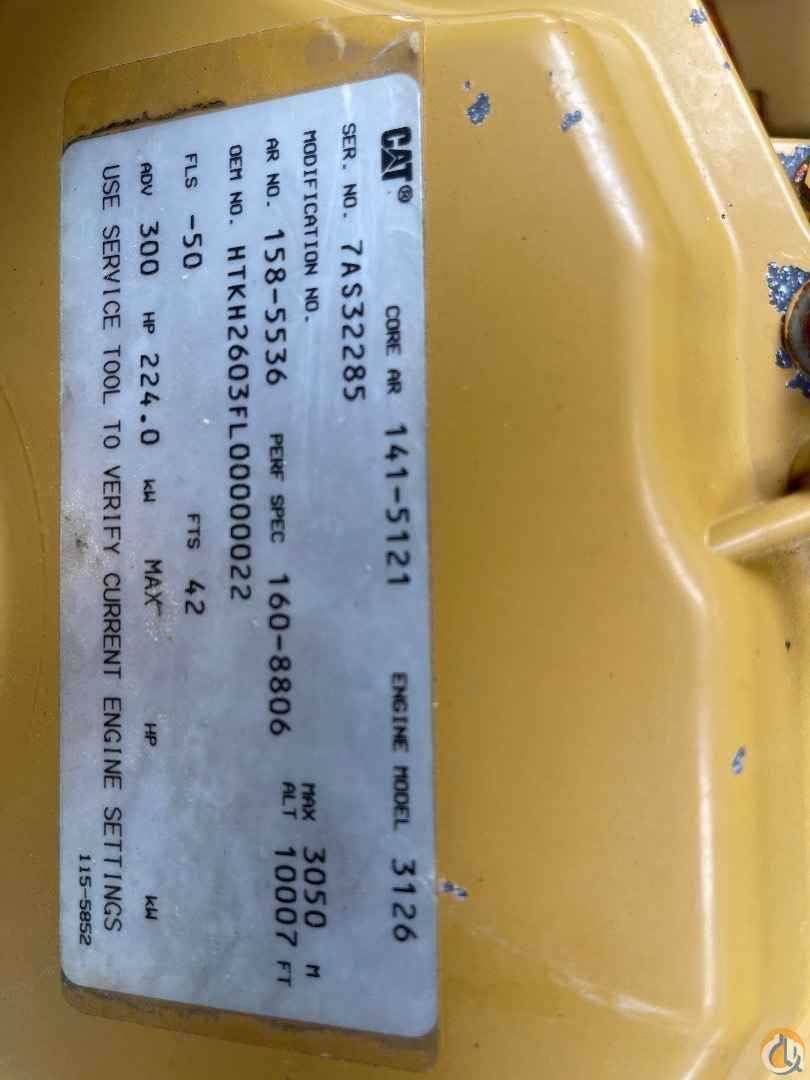 CAT® CORE AR 141-5121 ENGINE MODEL 3126
SER. NO. 7AS32285
MODIFICATION NO. MAX 3050 M
AR NO. 158-5536 PERF SPEC 160-8806 ALT 10007 FT
OEM NO. HTKH2603FL00000022
FLS -50 FTS 42
ADV 300 HP 224.0 kW MAX HP kW
USE SERVICE TOOL TO VERIFY CURRENT ENGINE SETTINGS
115-5852